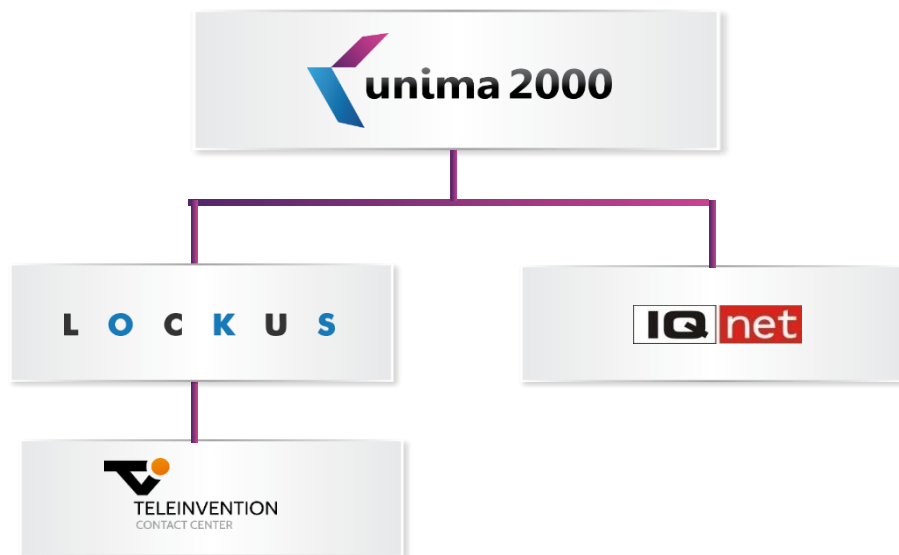 unima 2000
LOCKUS
IQ net
TELEINVENTION
CONTACT CENTER